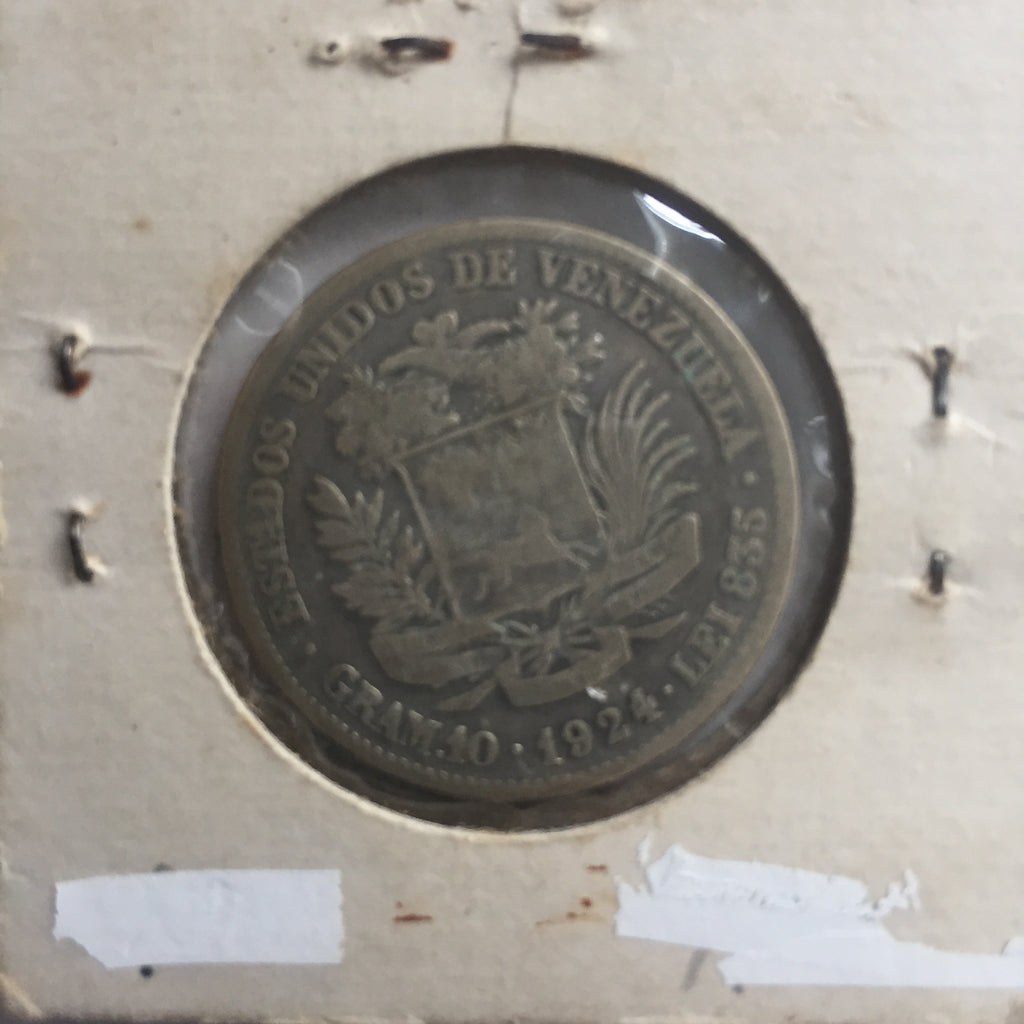 ESTADOS UNIDOS DE VENEZUELA
GRAM.10 · 1924 · LEI 835